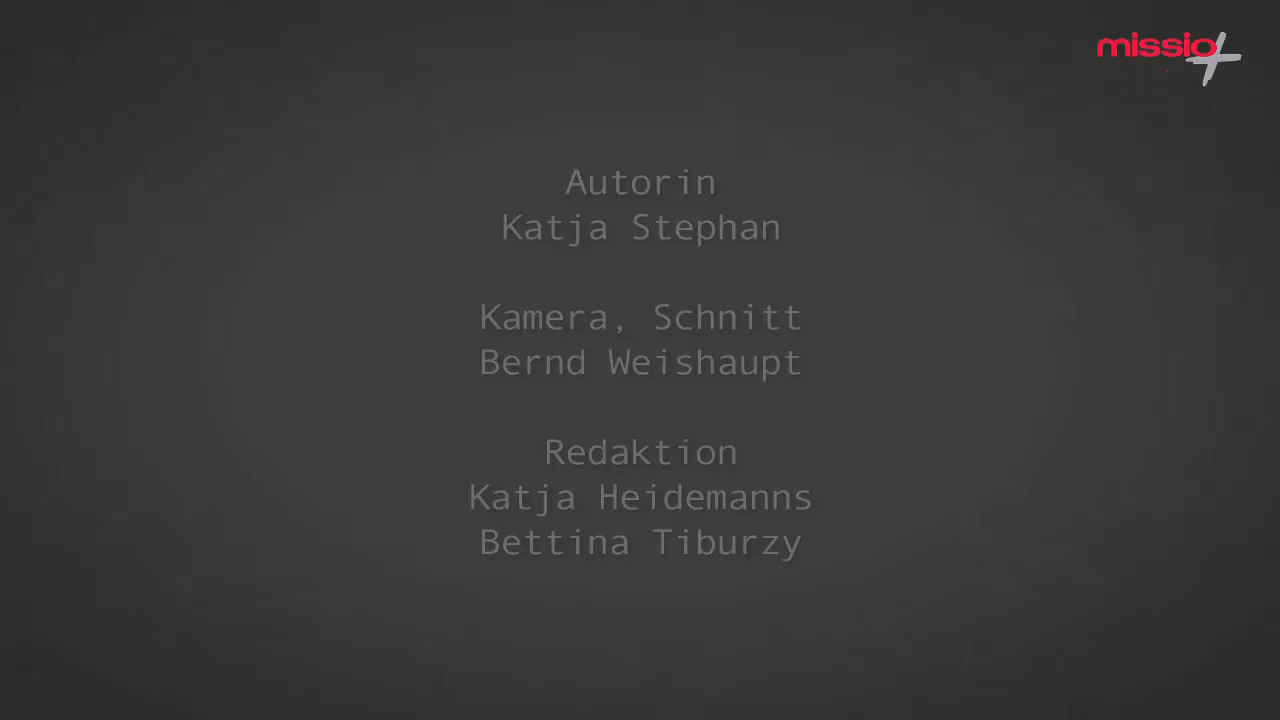 missio
Autorin
Katja Stephan
Kamera, Schnitt
Bernd Weishaupt
Redaktion
Katja Heidemanns
Bettina Tiburzy